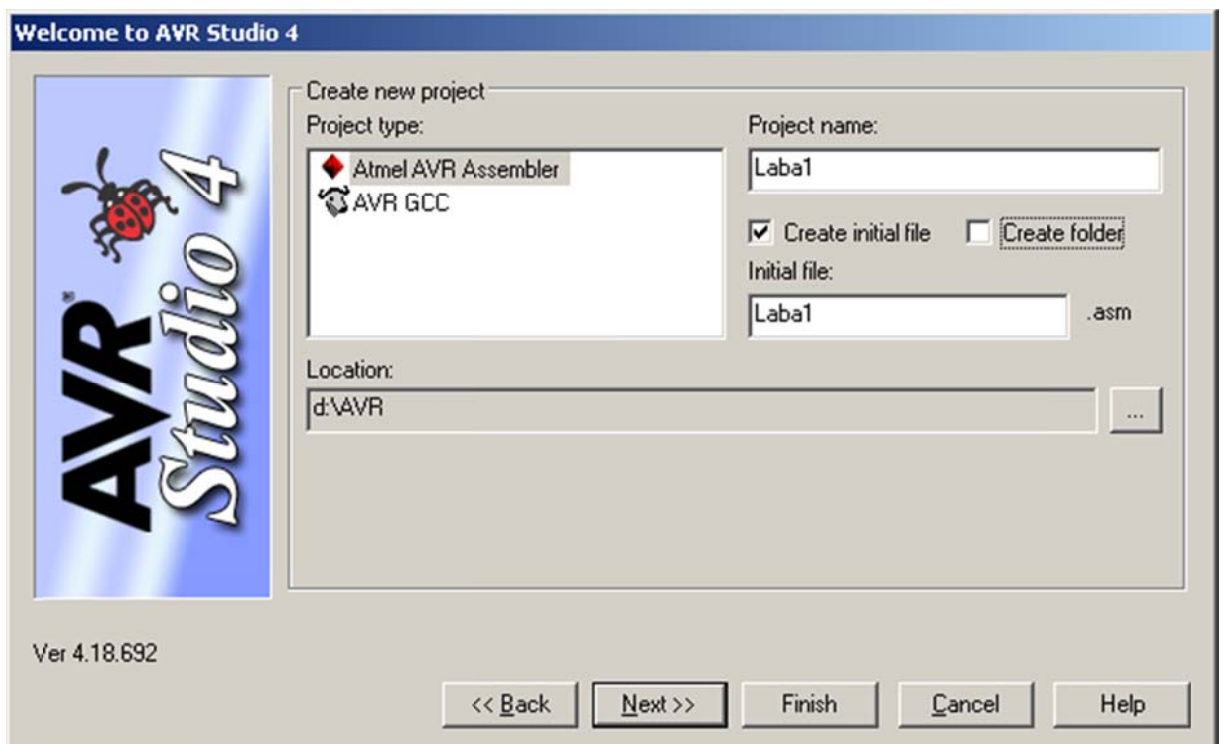 Welcome to AVR Studio 4
AVR®
Studio 4
Create new project
Project type:
Atmel AVR Assembler
AVR GCC
Project name:
Laba1
Create initial file
Create folder
Initial file:
Laba1 .asm
Location:
d:\AVR
...
Ver 4.18.692
<< Back Next >> Finish Cancel Help